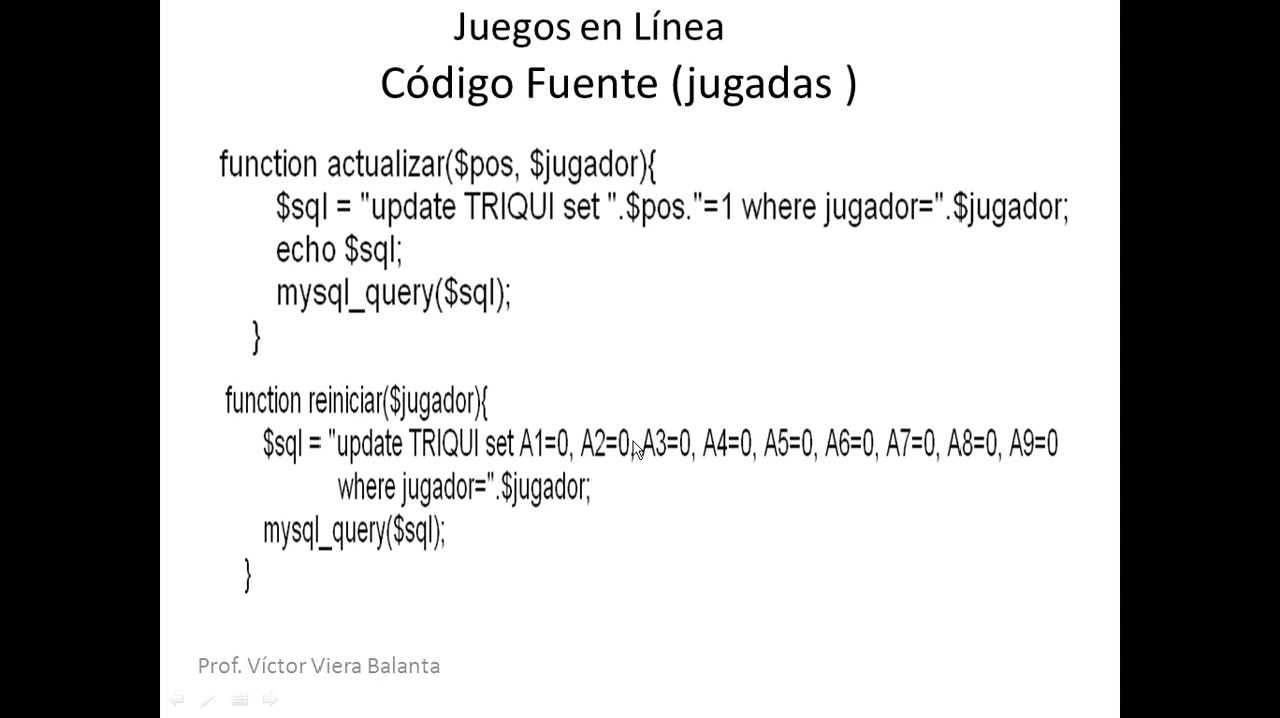 Juegos en Línea
Código Fuente (jugadas )
function actualizar($pos, $jugador){
$sql = "update TRIQUI set ".$pos."=1 where jugador=".$jugador;
echo $sql;
mysql_query($sql);
}
function reiniciar($jugador){
$sql = "update TRIQUI set A1=0, A2=0, A3=0, A4=0, A5=0, A6=0, A7=0, A8=0, A9=0
where jugador=".$jugador;
mysql_query($sql);
}
Prof. Víctor Viera Balanta